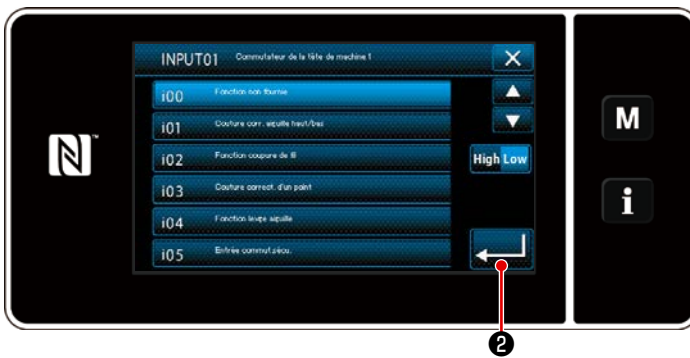 INPUT01 Commutateur de la tête de machine 1
i00 Fonction non fournie
i01 Couture corr. aiguille haut/bas
i02 Fonction coupure de fil
i03 Couture correct. d'un point
i04 Fonction leve aiguille
i05 Entrée commut.sécu.
High Low
N
M
i
❷